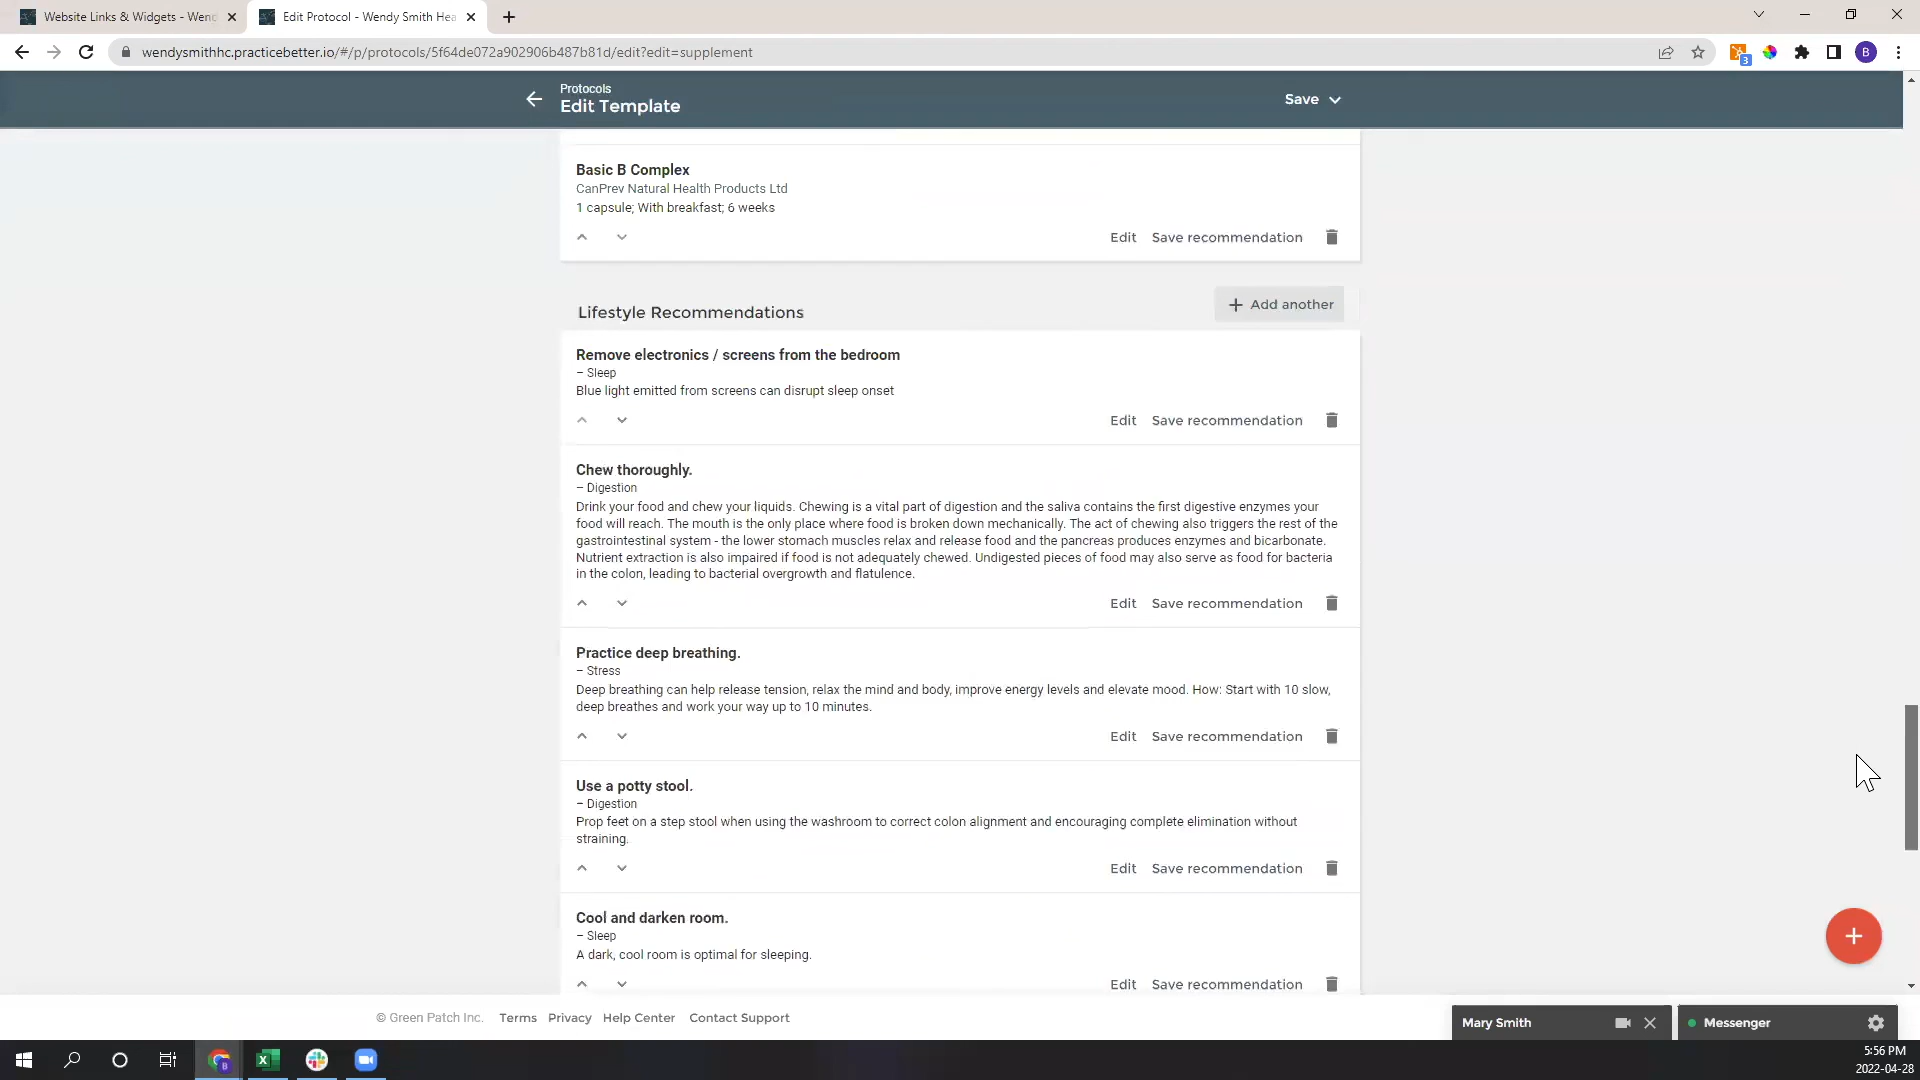 Website Links & Widgets - Wend
Edit Protocol - Wendy Smith Hea
wendysmithhc.practicebetter.io/#/p/protocols/5f64de072a902906b487b81d/edit?edit=supplement
3
B
Protocols
Edit Template
Save
Basic B Complex
CanPrev Natural Health Products Ltd
1 capsule; With breakfast; 6 weeks
Edit Save recommendation
Lifestyle Recommendations
Add another
Remove electronics / screens from the bedroom
– Sleep
Blue light emitted from screens can disrupt sleep onset
Edit Save recommendation
Chew thoroughly.
– Digestion
Drink your food and chew your liquids. Chewing is a vital part of digestion and the saliva contains the first digestive enzymes your
food will reach. The mouth is the only place where food is broken down mechanically. The act of chewing also triggers the rest of the
gastrointestinal system - the lower stomach muscles relax and release food and the pancreas produces enzymes and bicarbonate.
Nutrient extraction is also impaired if food is not adequately chewed. Undigested pieces of food may also serve as food for bacteria
in the colon, leading to bacterial overgrowth and flatulence.
Edit Save recommendation
Practice deep breathing.
– Stress
Deep breathing can help release tension, relax the mind and body, improve energy levels and elevate mood. How: Start with 10 slow,
deep breathes and work your way up to 10 minutes.
Edit Save recommendation
Use a potty stool.
– Digestion
Prop feet on a step stool when using the washroom to correct colon alignment and encouraging complete elimination without
straining.
Edit Save recommendation
Cool and darken room.
– Sleep
A dark, cool room is optimal for sleeping.
Edit Save recommendation
© Green Patch Inc. Terms Privacy Help Center Contact Support
Mary Smith
Messenger
5:56 PM
2022-04-28